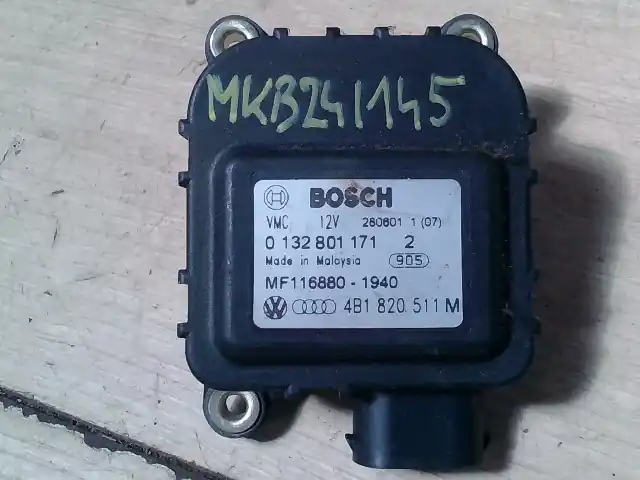 MKB241145
BOSCH
VMC 12V 280601 1 (07)
0 132 801 171 2
Made in Malaysia 905
MF116880 - 1940
4B1 820 511 M